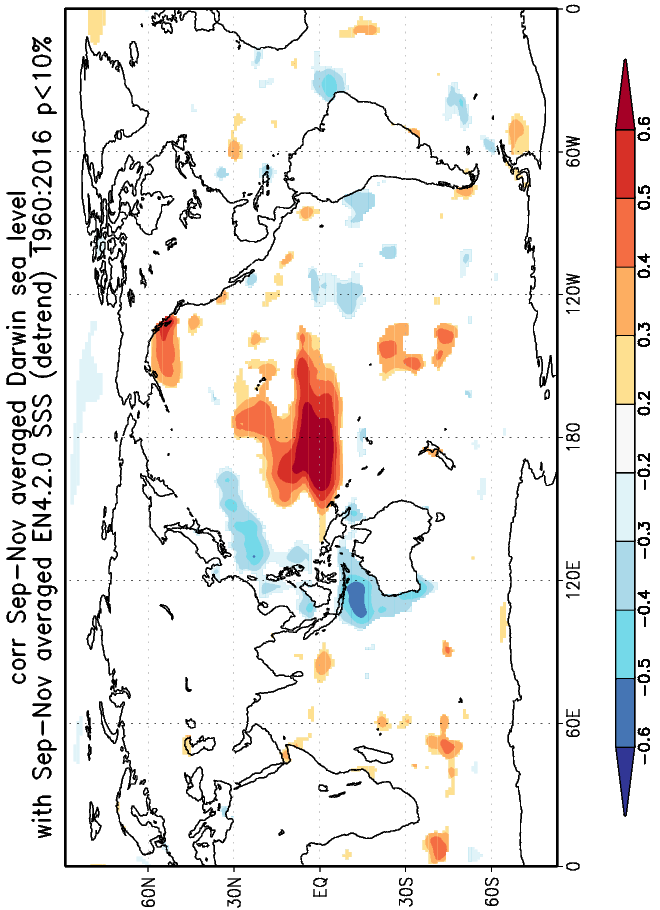 corr Sep-Nov averaged Darwin sea_level
with Sep-Nov averaged EN4.2.0 SSS (detrend) 1960:2016 p<10%
60N
30N
EQ
30S
60S
0
60E
120E
180
120W
60W
0
-0.6
-0.5
-0.4
-0.3
-0.2
0.2
0.3
0.4
0.5
0.6